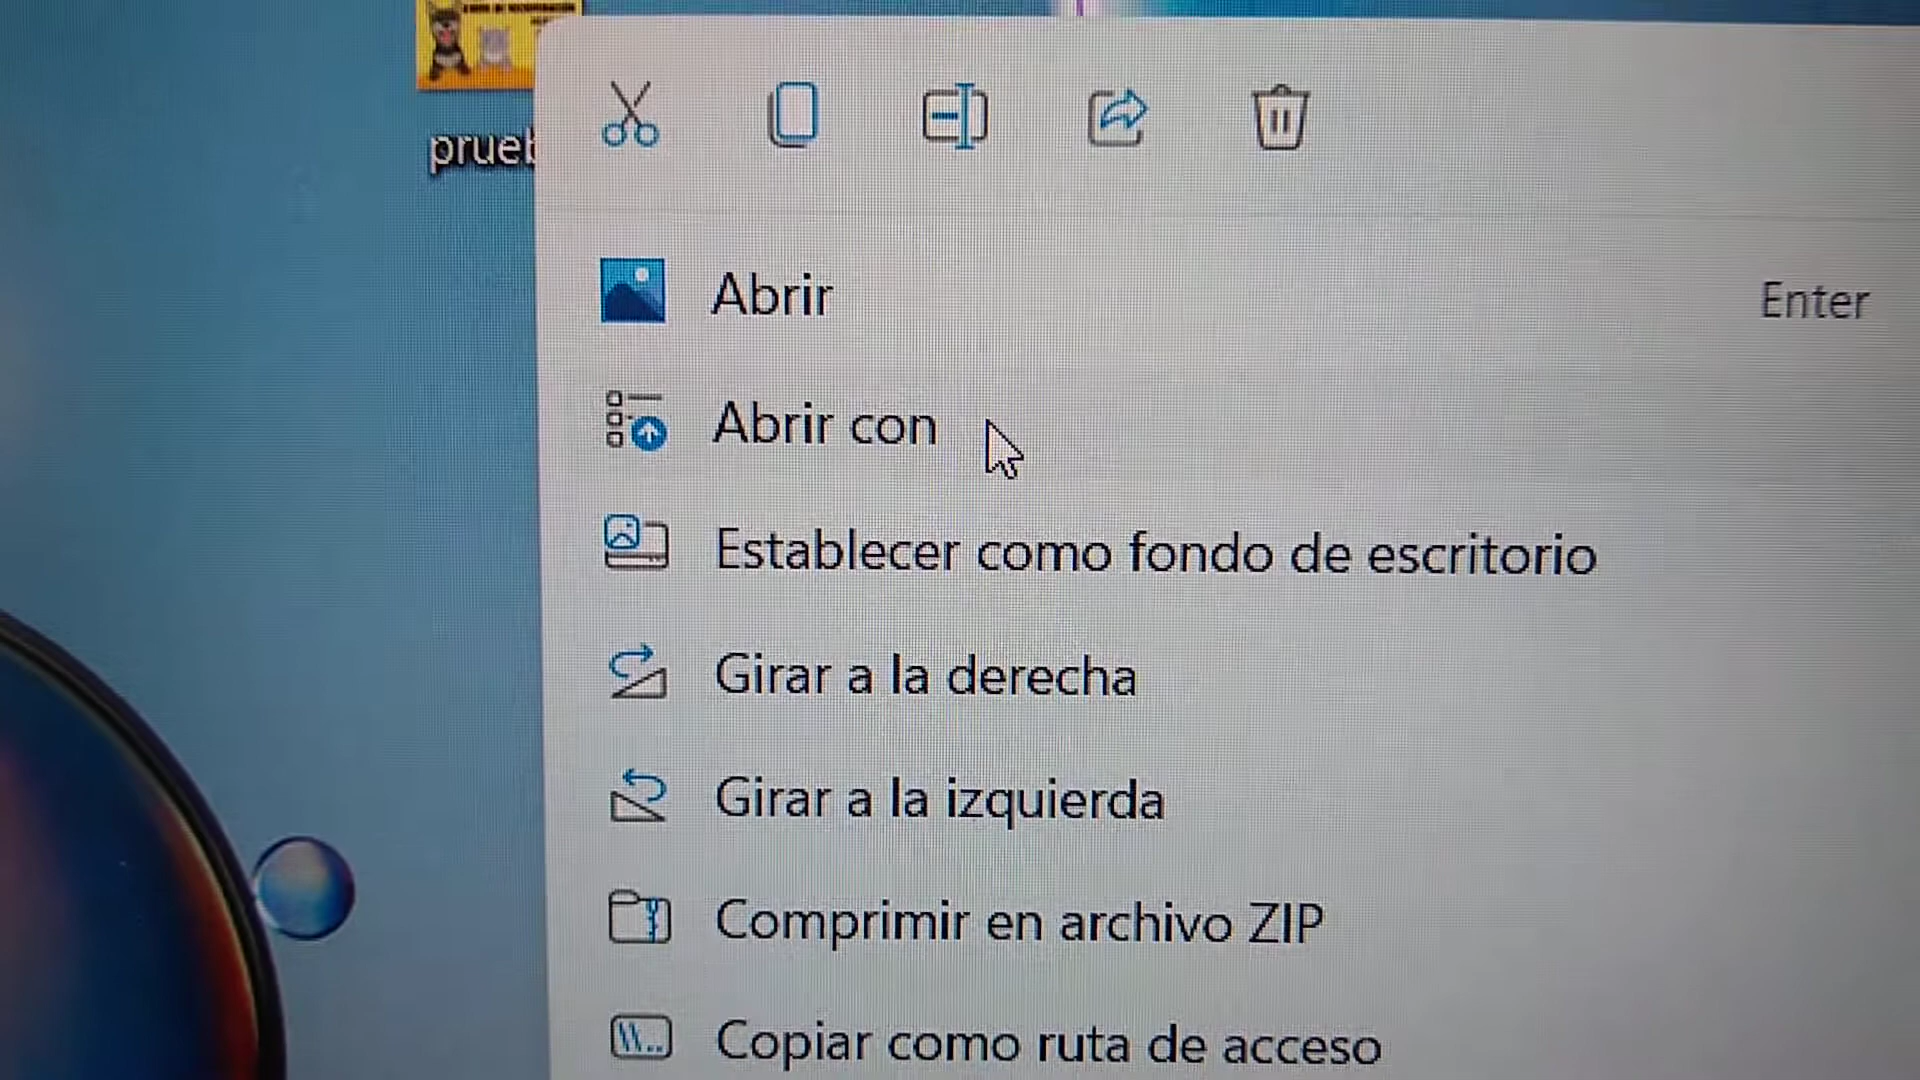 Abrir
Enter
Abrir con
Establecer como fondo de escritorio
Girar a la derecha
Girar a la izquierda
Comprimir en archivo ZIP
Copiar como ruta de acceso